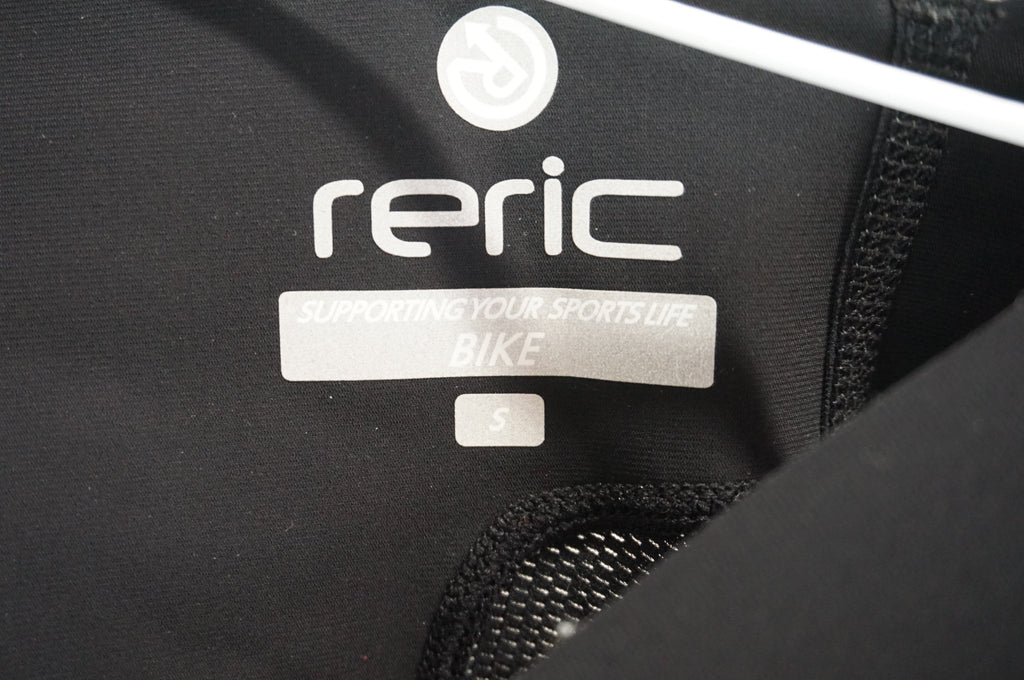 R
reric
SUPPORTING YOUR SPORTS LIFE
BIKE
S